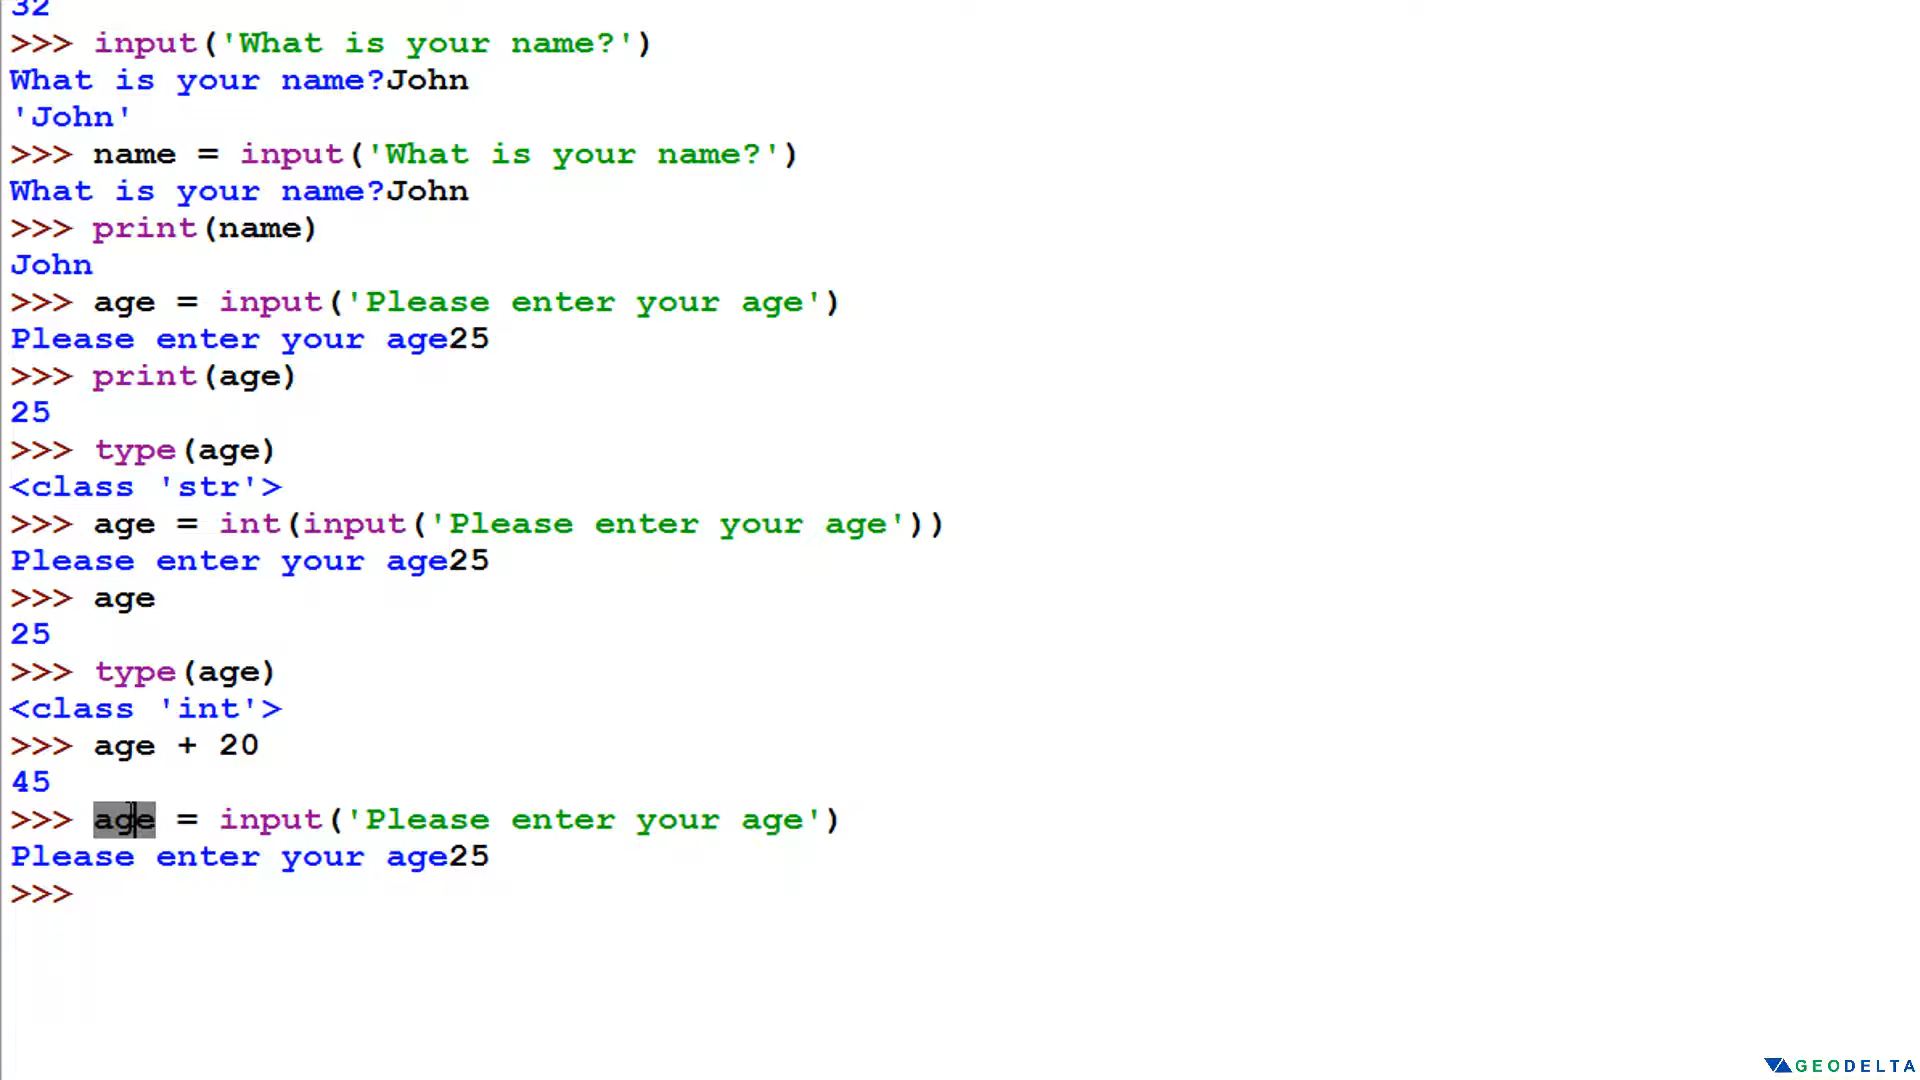 32
>>> input('What is your name?')
What is your name?John
'John'
>>> name = input('What is your name?')
What is your name?John
>>> print(name)
John
>>> age = input('Please enter your age')
Please enter your age25
>>> print(age)
25
>>> type(age)
<class 'str'>
>>> age = int(input('Please enter your age'))
Please enter your age25
>>> age
25
>>> type(age)
<class 'int'>
>>> age + 20
45
>>> age = input('Please enter your age')
Please enter your age25
>>>
GEODELTA